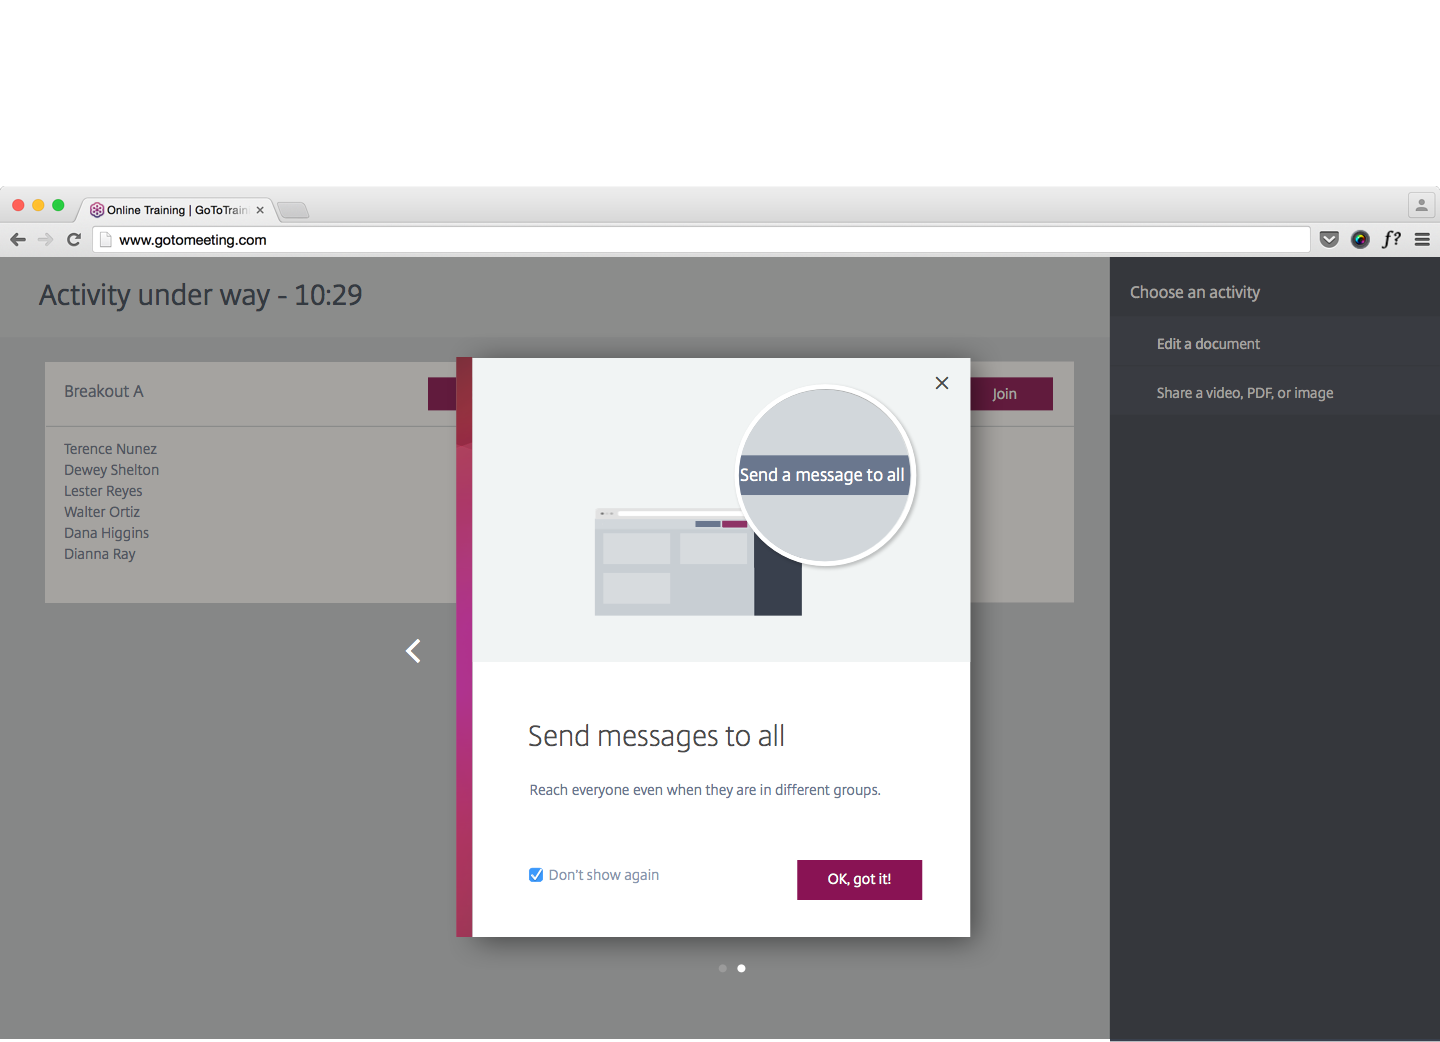 Online Training | GoToTrain
www.gotomeeting.com
f?
Activity under way - 10:29
Choose an activity
Edit a document
Share a video, PDF, or image
Breakout A
Join
Terence Nunez
Dewey Shelton
Lester Reyes
Walter Ortiz
Dana Higgins
Dianna Ray
Send a message to all
Send messages to all
Reach everyone even when they are in different groups.
Don't show again
OK, got it!